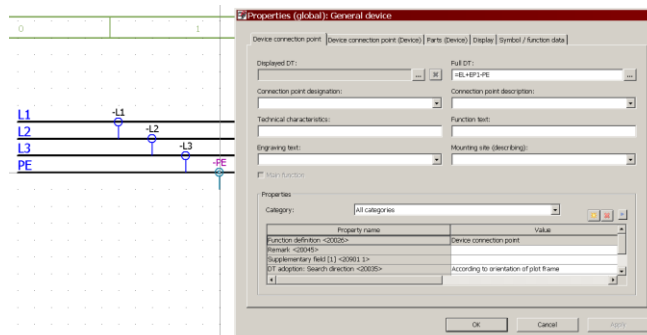 0 1
Properties (global): General device
Device connection point Device connection point (Device) Parts (Device) Display Symbol / function data
Displayed DT: Full DT:
... =EL+EP1-PE ...
Connection point designation: Connection point description:
Technical characteristics: Function text:
Engraving text: Mounting site (describing):
Main function
Properties
Category: All categories
Property name Value
Function definition <20026> Device connection point
Remark <20045>
Supplementary field [1] <20901 1>
DT adoption: Search direction <20035> According to orientation of plot frame
OK Cancel Apply
L1 -L1
L2 -L2
L3 -L3
PE -PE